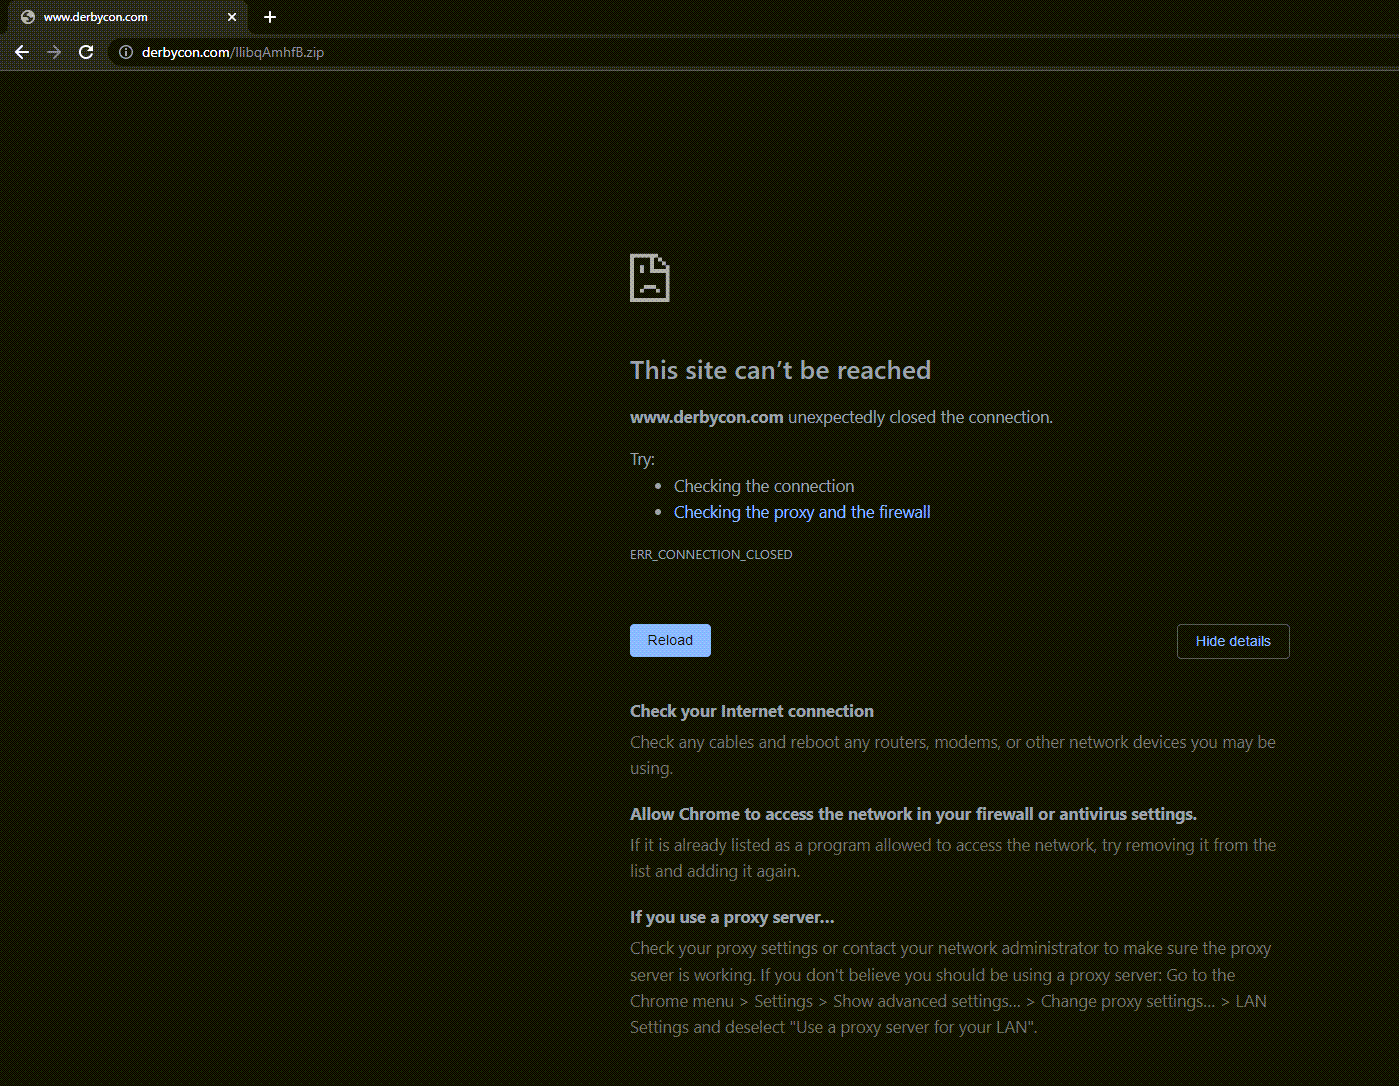 www.derbycon.com
derbycon.com/IlibqAmhfB.zip
This site can’t be reached
www.derbycon.com unexpectedly closed the connection.
Try:
• Checking the connection
• Checking the proxy and the firewall
ERR_CONNECTION_CLOSED
Reload
Hide details
Check your Internet connection
Check any cables and reboot any routers, modems, or other network devices you may be
using.
Allow Chrome to access the network in your firewall or antivirus settings.
If it is already listed as a program allowed to access the network, try removing it from the
list and adding it again.
If you use a proxy server…
Check your proxy settings or contact your network administrator to make sure the proxy
server is working. If you don't believe you should be using a proxy server: Go to the
Chrome menu > Settings > Show advanced settings… > Change proxy settings… > LAN
Settings and deselect "Use a proxy server for your LAN".